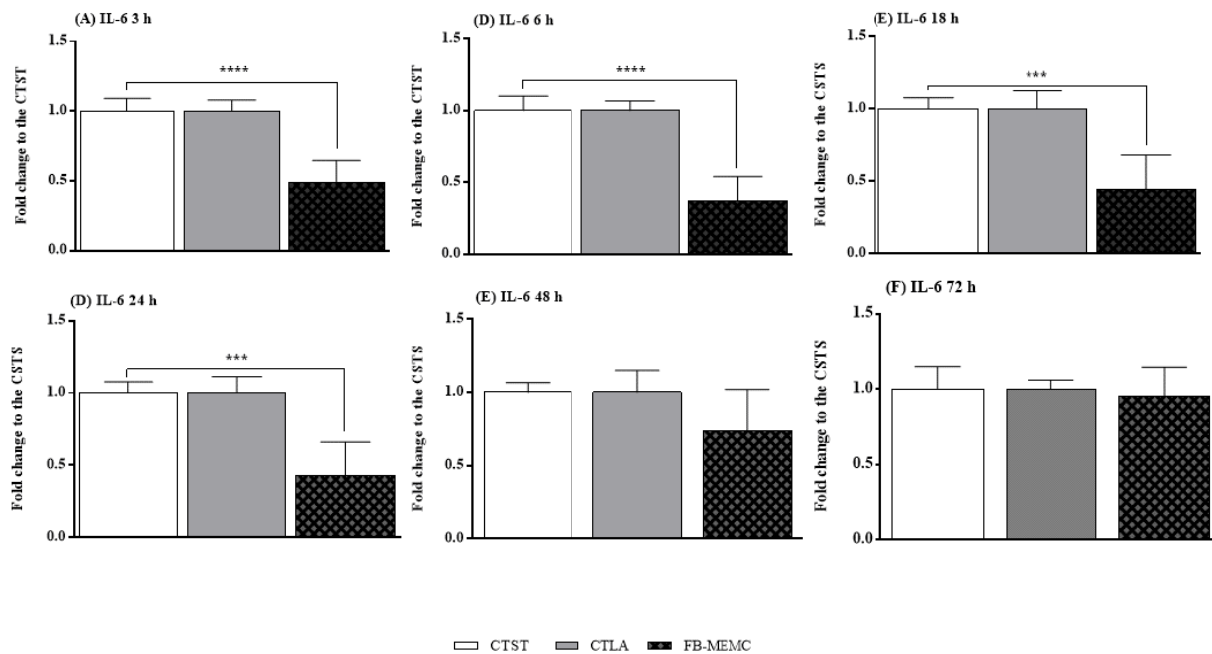 (A) IL-6 3 h
Fold change to the CTST
1.5
1.0
0.5
0.0
****
(D) IL-6 6 h
Fold change to the CTST
1.5
1.0
0.5
0.0
****
(E) IL-6 18 h
Fold change to the CSTS
1.5
1.0
0.5
0.0
***
(D) IL-6 24 h
Fold change to the CSTS
1.5
1.0
0.5
0.0
***
(E) IL-6 48 h
Fold change to the CSTS
1.5
1.0
0.5
0.0
(F) IL-6 72 h
Fold change to the CSTS
1.5
1.0
0.5
0.0
CTST CTLA FB-MEMC